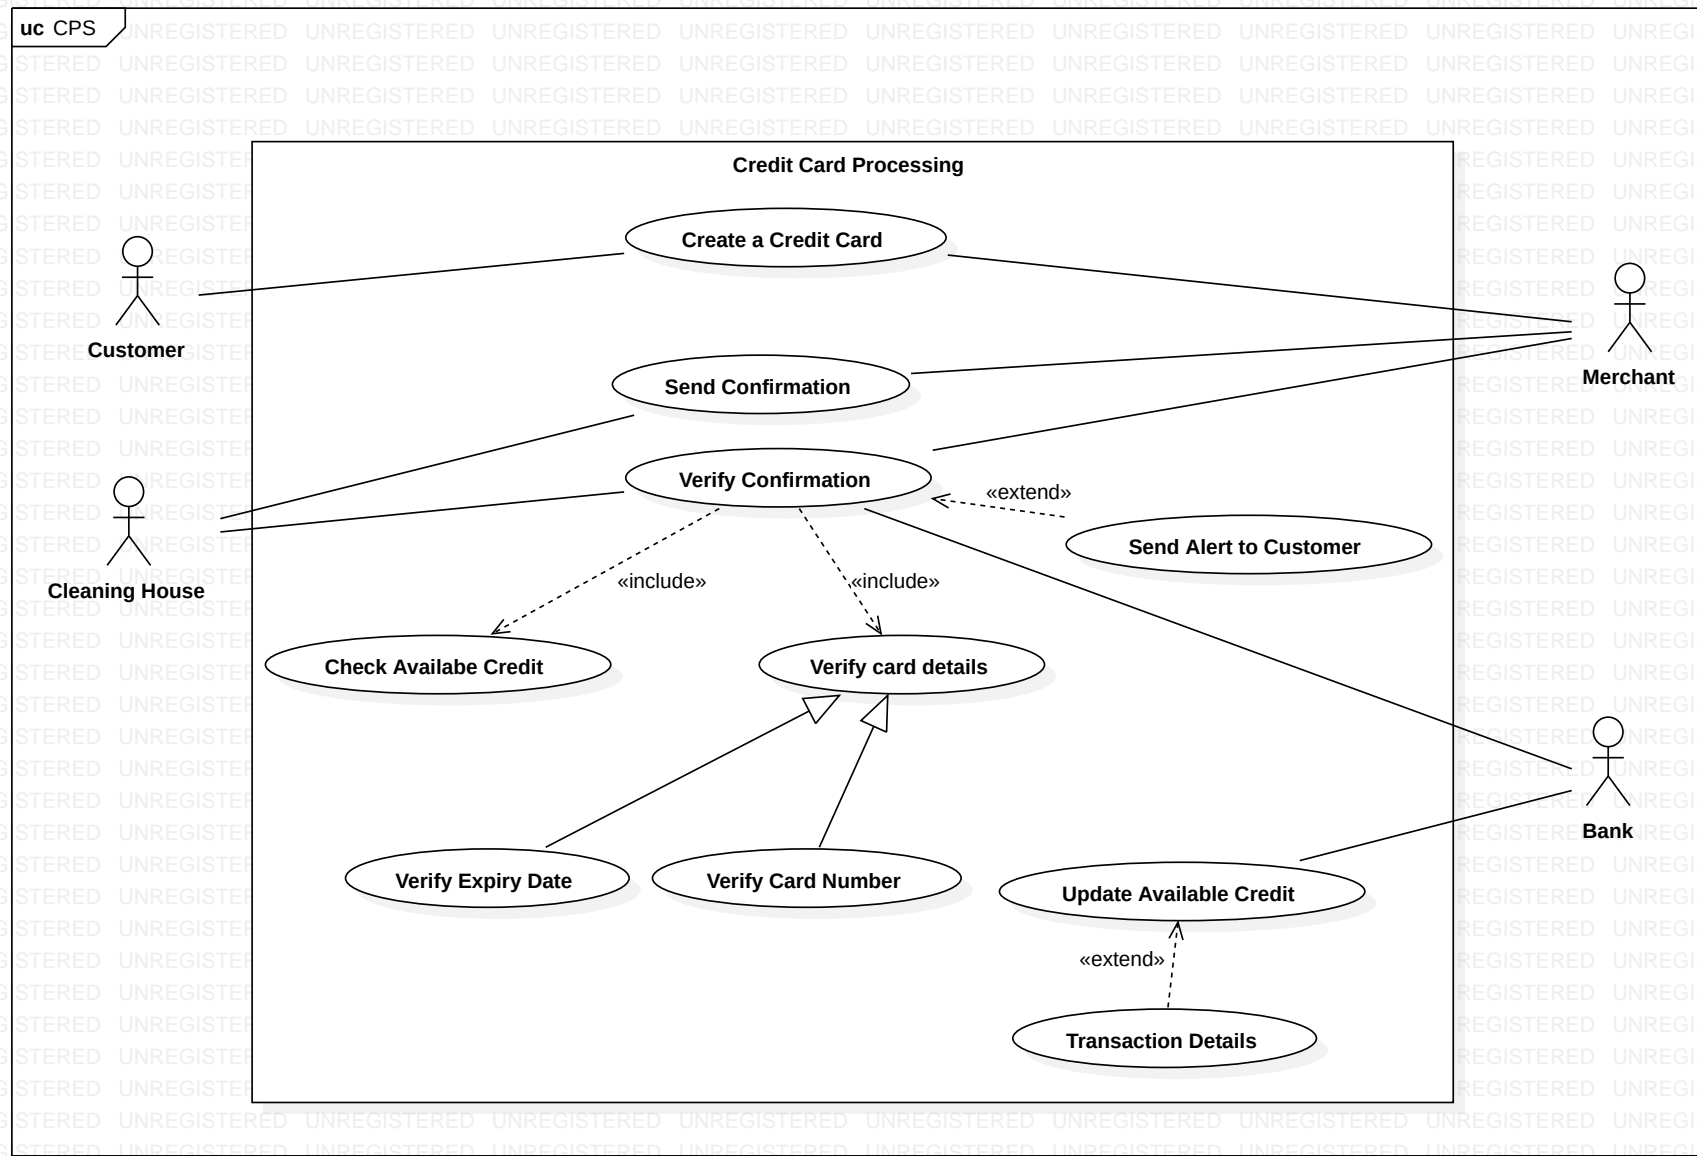 uc CPS
Credit Card Processing
Create a Credit Card
Customer
Merchant
Send Confirmation
Verify Confirmation
«extend»
Send Alert to Customer
Cleaning House
«include»
«include»
Check Availabe Credit
Verify card details
Bank
Verify Expiry Date
Verify Card Number
Update Available Credit
«extend»
Transaction Details
UNREGISTERED